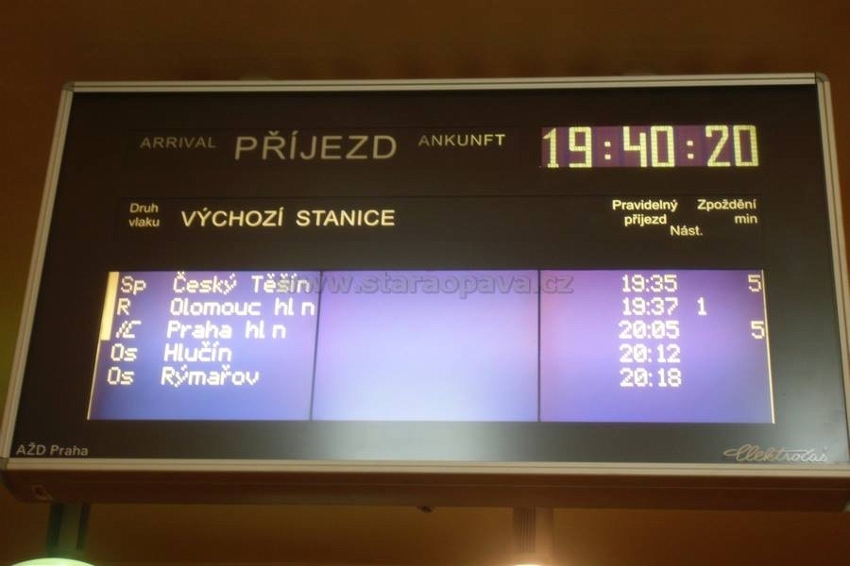 ARRIVAL PŘÍJEZD ANKUNFT 19:40:20
Druh vlaku VÝCHOZÍ STANICE Pravidelný příjezd Nást. Zpoždění min
www.staraopava.cz
Sp Český Těšín 19:35 5
R Olomouc hl n 19:37 1
Praha hl n 20:05 5
Os Hlučín 20:12
Os Rýmařov 20:18
AŽD Praha
Elektročas